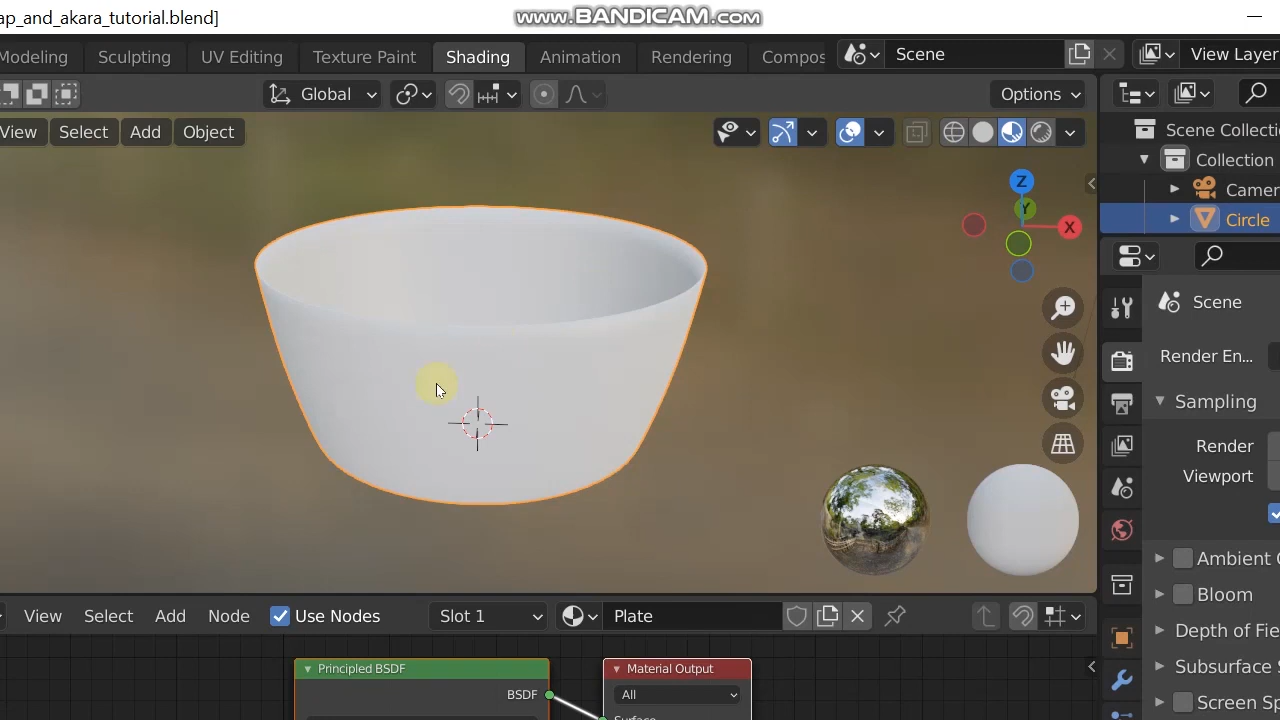 ap_and_akara_tutorial.blend]
www.BANDICAM.com
Modeling Sculpting UV Editing Texture Paint Shading Animation Rendering Compos Scene View Layer
Global Options
View Select Add Object
Scene Collecti
Collection
Camer
Circle
Z
Y
X
Scene
Render En...
Sampling
Render
Viewport
Ambient O
Bloom
Depth of Fie
Subsurface S
Screen Sp
View Select Add Node Use Nodes Slot 1 Plate
Principled BSDF
BSDF
Material Output
All
Surface